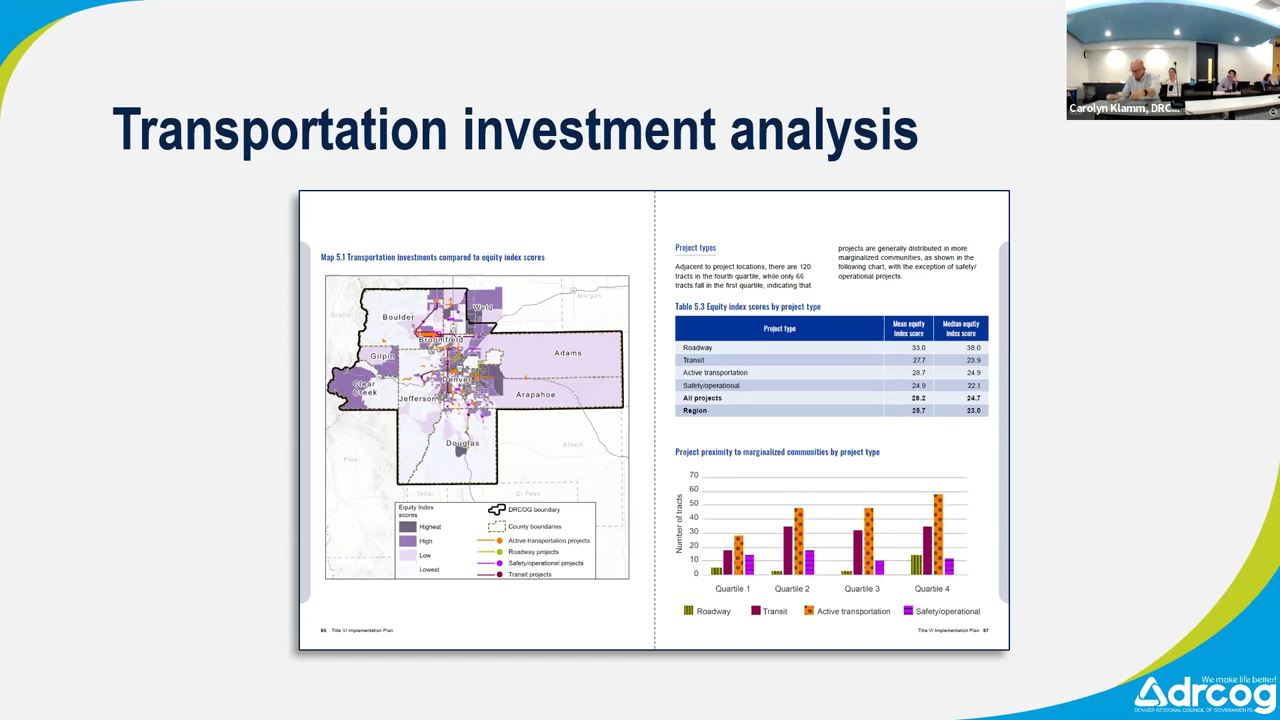 Carolyn Klamm, DRC...
Transportation investment analysis
Map 5.1 Transportation investments compared to equity index scores
Morgan
Weld
Boulder
Broomfield
Gilpin
Adams
Clear
Creek
Denver
Jefferson
Arapahoe
Douglas
Elbert
Park
Teller
El Paso
Equity Index
scores
Highest
High
Low
Lowest
DRCOG boundary
County boundaries
Active transportation projects
Roadway projects
Safety/operational projects
Transit projects
86 Title VI Implementation Plan
Project types
Adjacent to project locations, there are 120
tracts in the fourth quartile, while only 66
tracts fall in the first quartile, indicating that
projects are generally distributed in more
marginalized communities, as shown in the
following chart, with the exception of safety/
operational projects.
Table 5.3 Equity index scores by project type
Project type Mean equity index score Median equity index score
Roadway 33.0 38.0
Transit 27.7 23.9
Active transportation 28.7 24.9
Safety/operational 24.9 22.1
All projects 28.2 24.7
Region 25.7 23.0
Project proximity to marginalized communities by project type
Number of tracts
70
60
50
40
30
20
10
0
Quartile 1 Quartile 2 Quartile 3 Quartile 4
Roadway Transit Active transportation Safety/operational
Title VI Implementation Plan 87
We make life better!
drcog
DENVER REGIONAL COUNCIL OF GOVERNMENTS